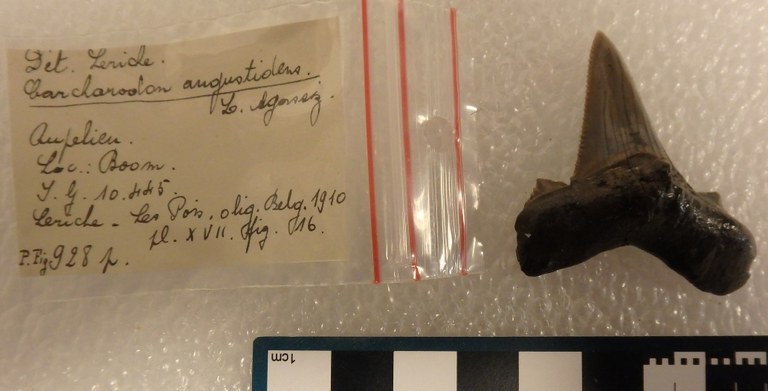 Dét. Leriche.
Carcharodon angustidens.
L. Agassiz.
Rupelien.
Loc.: Boom.
I. G. 10.445.
Leriche - Les Pois. olig. Belg. 1910
pl. XVII. fig. 16.
P. Fig 928 p.
1cm